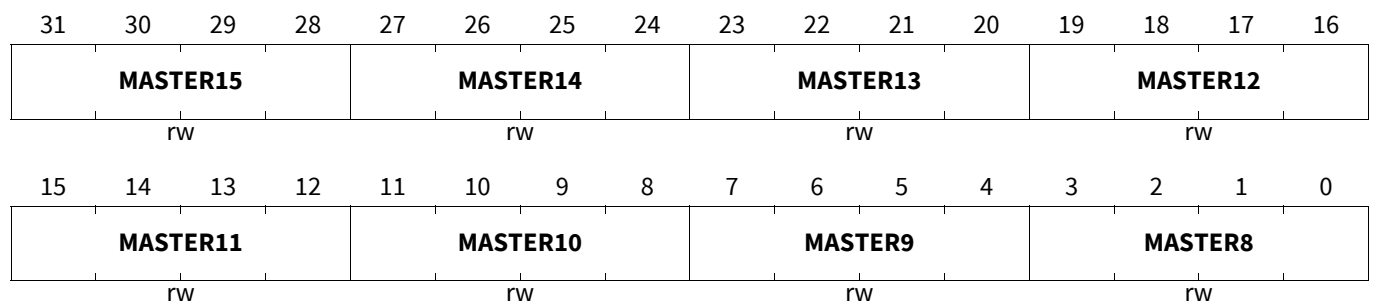 31 30 29 28 27 26 25 24 23 22 21 20 19 18 17 16
MASTER15 MASTER14 MASTER13 MASTER12
rw rw rw rw
15 14 13 12 11 10 9 8 7 6 5 4 3 2 1 0
MASTER11 MASTER10 MASTER9 MASTER8
rw rw rw rw